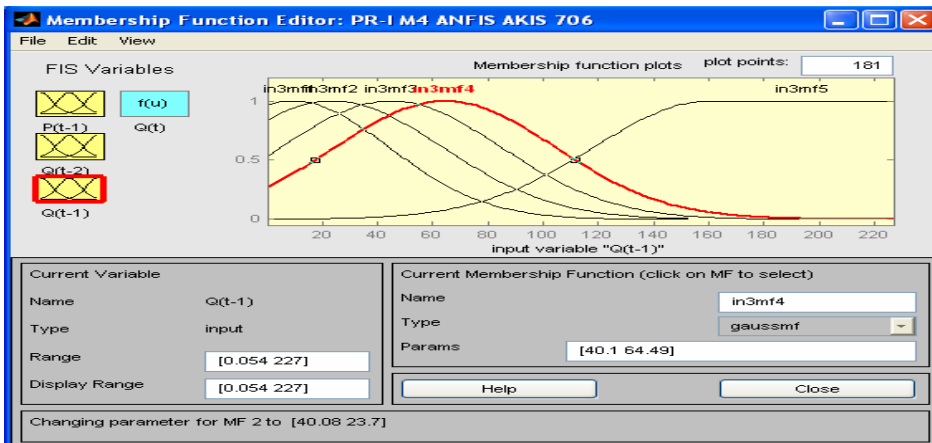 Membership Function Editor: PR-I M4 ANFIS AKIS 706
File Edit View
FIS Variables
P(t-1)
f(u)
Q(t)
Q(t-2)
Q(t-1)
Membership function plots
plot points:
181
in3mf2
in3mf3
in3mf4
in3mf5
1
0.5
0
20 40 60 80 100 120 140 160 180 200 220
input variable "Q(t-1)"
Current Variable
Name Q(t-1)
Type input
Range [0.054 227]
Display Range [0.054 227]
Current Membership Function (click on MF to select)
Name in3mf4
Type gaussmf
Params [40.1 64.49]
Help
Close
Changing parameter for MF 2 to [40.08 23.7]